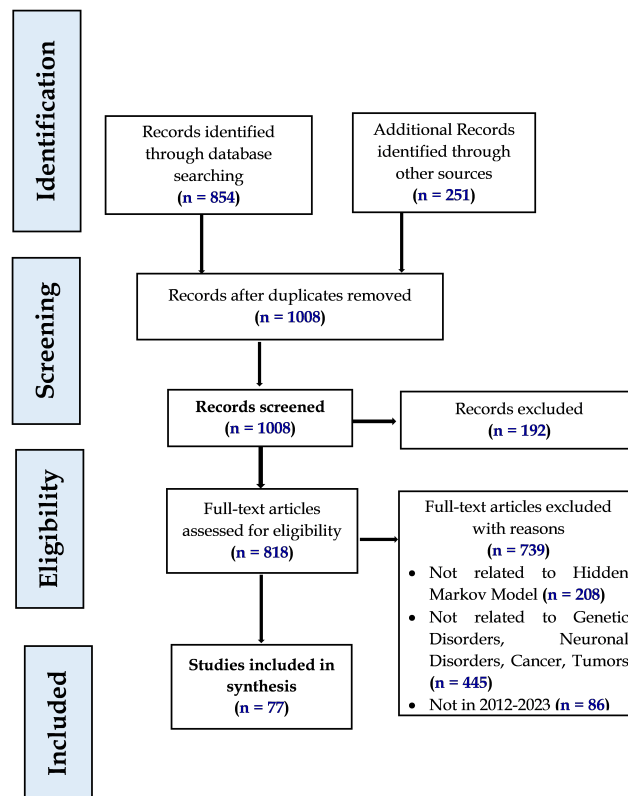 Identification
Records identified
through database
searching
(n = 854)
Additional Records
identified through
other sources
(n = 251)
Screening
Records after duplicates removed
(n = 1008)
Records screened
(n = 1008)
Records excluded
(n = 192)
Eligibility
Full-text articles
assessed for eligibility
(n = 818)
Full-text articles excluded
with reasons
(n = 739)
• Not related to Hidden
Markov Model (n = 208)
• Not related to Genetic
Disorders, Neuronal
Disorders, Cancer, Tumors
(n = 445)
• Not in 2012-2023 (n = 86)
Included
Studies included in
synthesis
(n = 77)